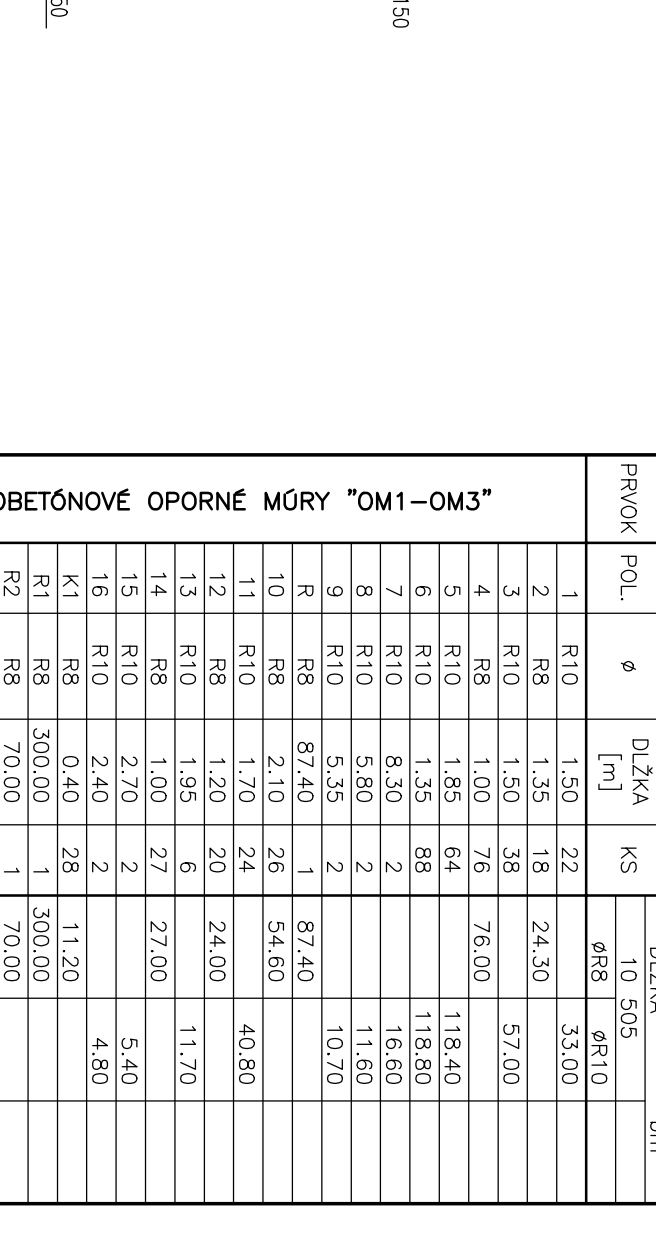 PRVOK POL. ø DĹŽKA [m] KS
10 505
øR8 øR10
OPORNÉ MÚRY "OM1–OM3"
1 R10 1.50 22 33.00
2 R8 1.35 18 24.30
3 R10 1.50 38 57.00
4 R8 1.00 76 76.00
5 R10 1.85 64 118.40
6 R10 1.35 88 118.80
7 R10 8.30 2 16.60
8 R10 5.80 2 11.60
9 R10 5.35 2 10.70
R R8 87.40 1 87.40
10 R8 2.10 26 54.60
11 R10 1.70 24 40.80
12 R8 1.20 20 24.00
13 R10 1.95 6 11.70
14 R8 1.00 27 27.00
15 R10 2.70 2 5.40
16 R10 2.40 2 4.80
K1 R8 0.40 28 11.20
R1 R8 300.00 1 300.00
R2 R8 70.00 1 70.00
150